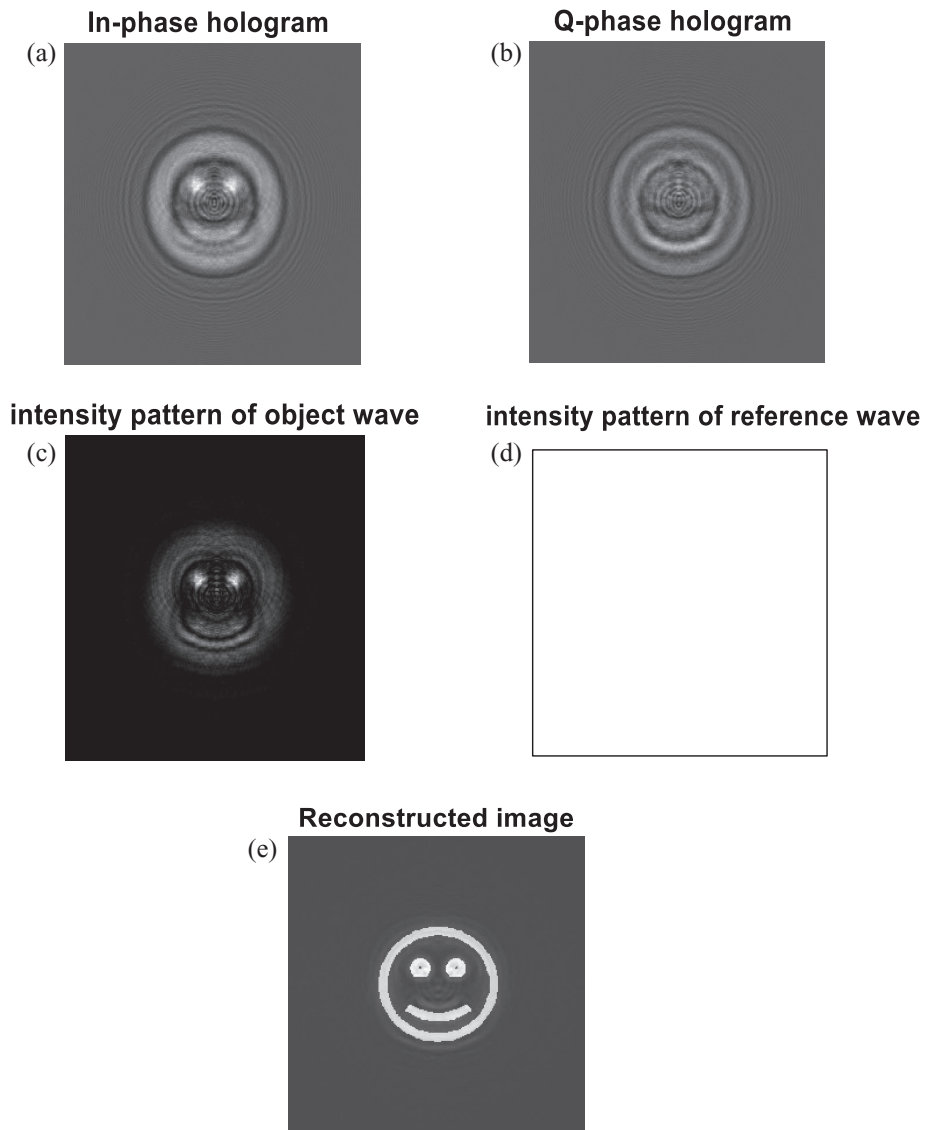 In-phase hologram
(a)
Q-phase hologram
(b)
intensity pattern of object wave
(c)
intensity pattern of reference wave
(d)
Reconstructed image
(e)